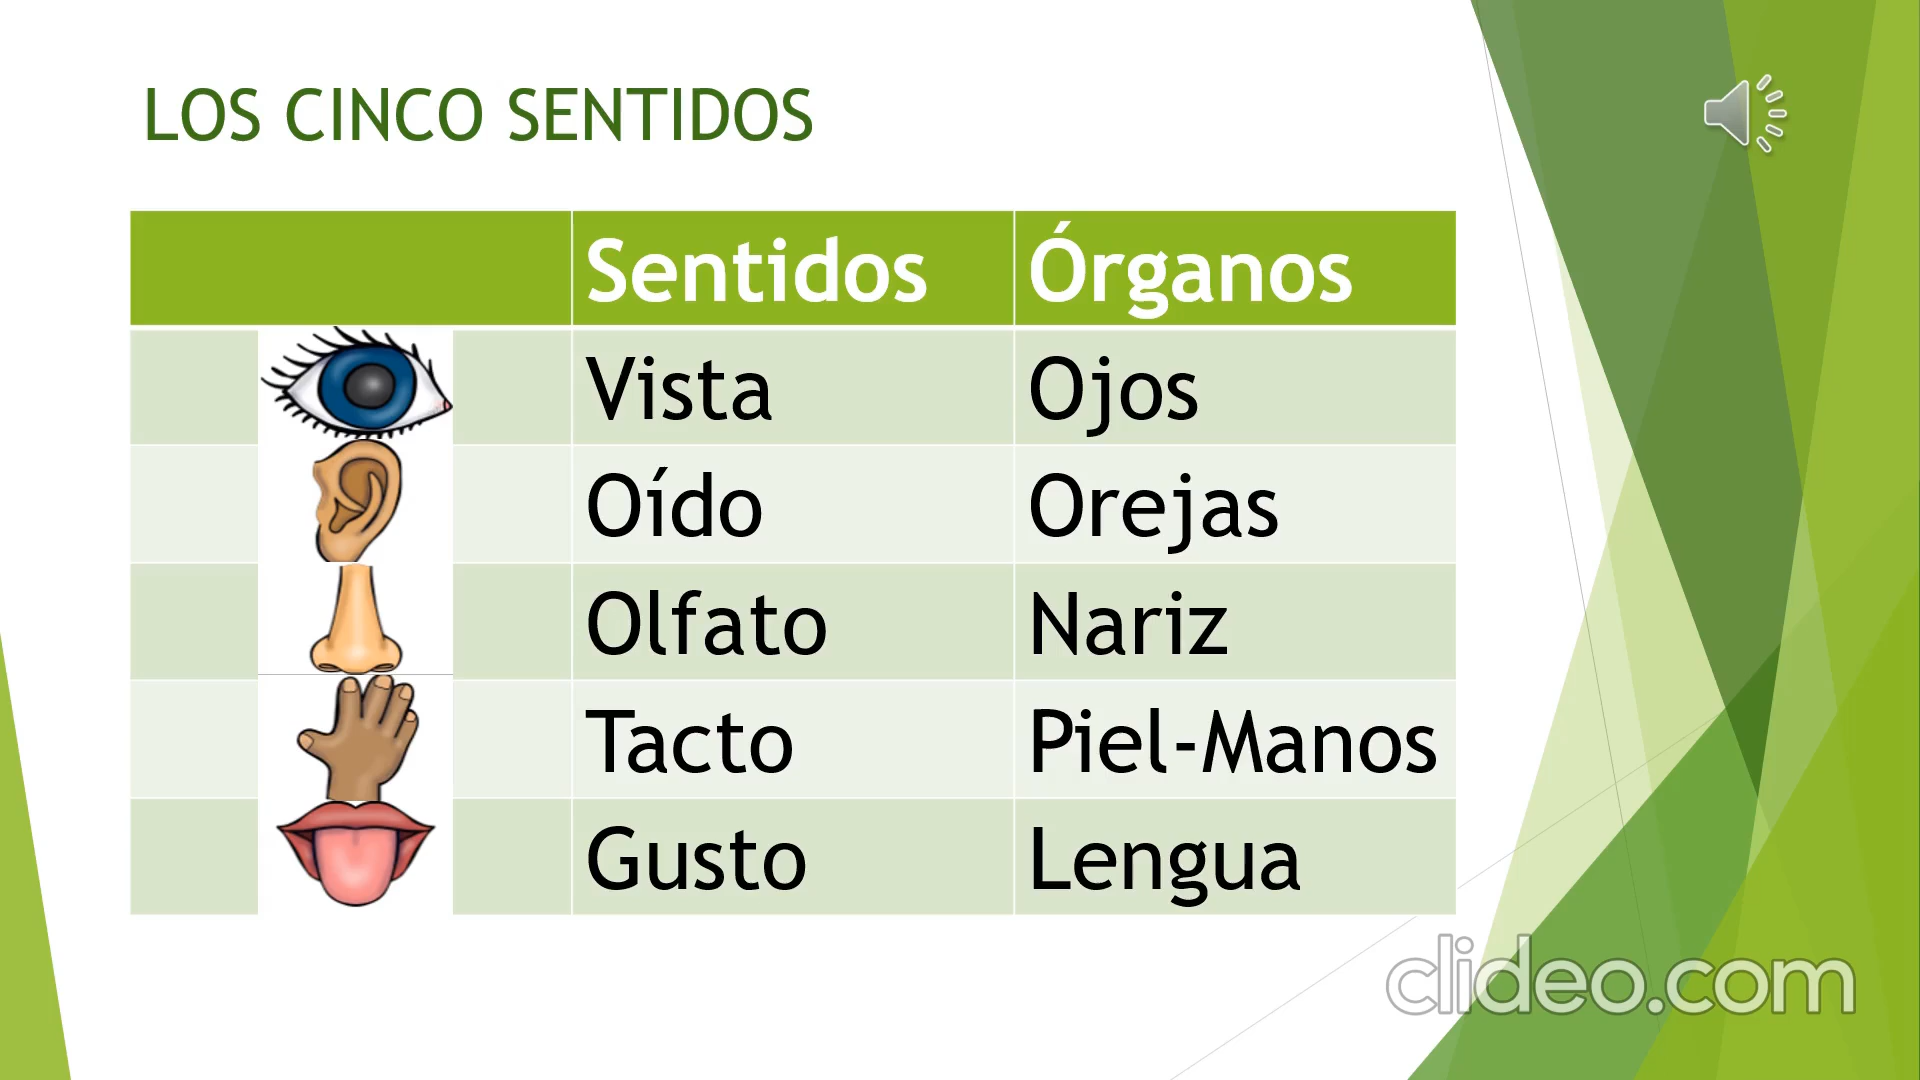 LOS CINCO SENTIDOS
Sentidos Órganos
Vista Ojos
Oído Orejas
Olfato Nariz
Tacto Piel-Manos
Gusto Lengua
clideo.com